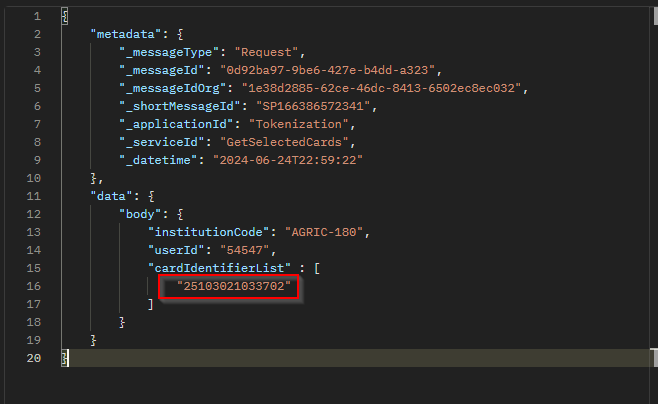 1 {
2 "metadata": {
3 "_messageType": "Request",
4 "_messageId": "0d92ba97-9be6-427e-b4dd-a323",
5 "_messageIdOrg": "1e38d2885-62ce-46dc-8413-6502ec8ec032",
6 "_shortMessageId": "SP166386572341",
7 "_applicationId": "Tokenization",
8 "_serviceId": "GetSelectedCards",
9 "_datetime": "2024-06-24T22:59:22"
10 },
11 "data": {
12 "body": {
13 "institutionCode": "AGRIC-180",
14 "userId": "54547",
15 "cardIdentifierList" : [
16 "25103021033702"
17 ]
18 }
19 }
20 }